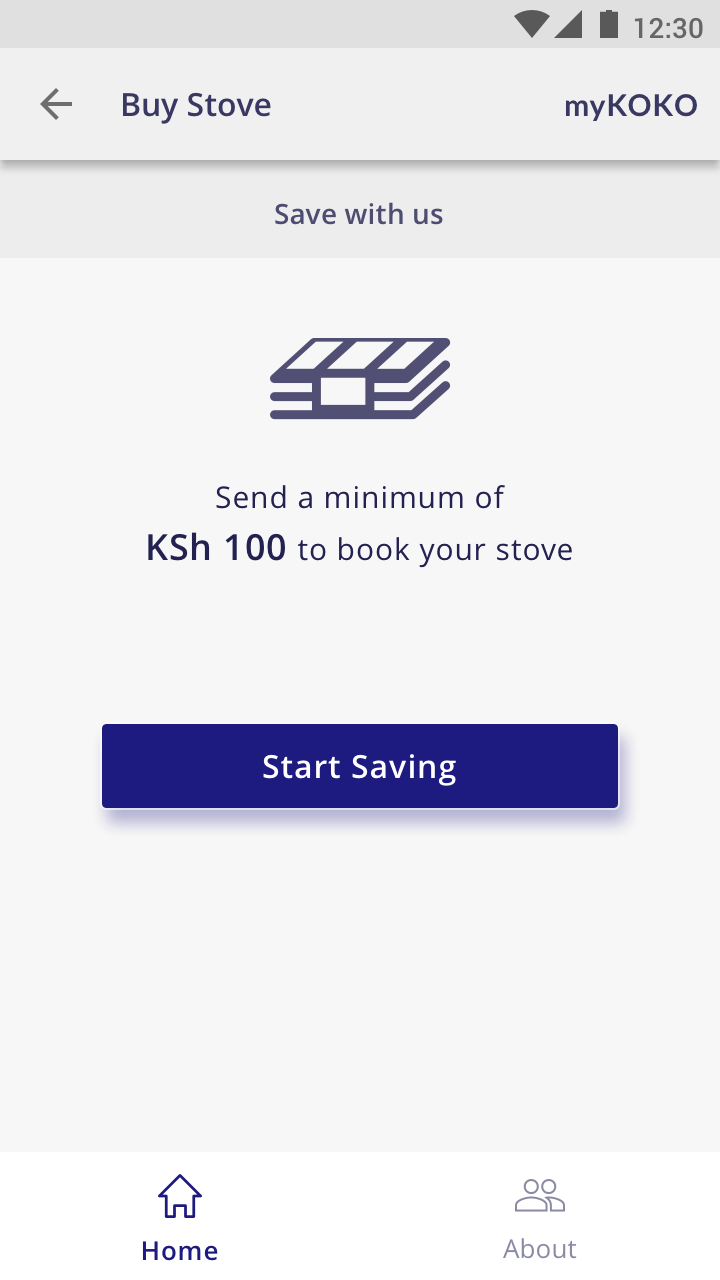 12:30
Buy Stove
myKOKO
Save with us
Send a minimum of
KSh 100 to book your stove
Start Saving
Home
About